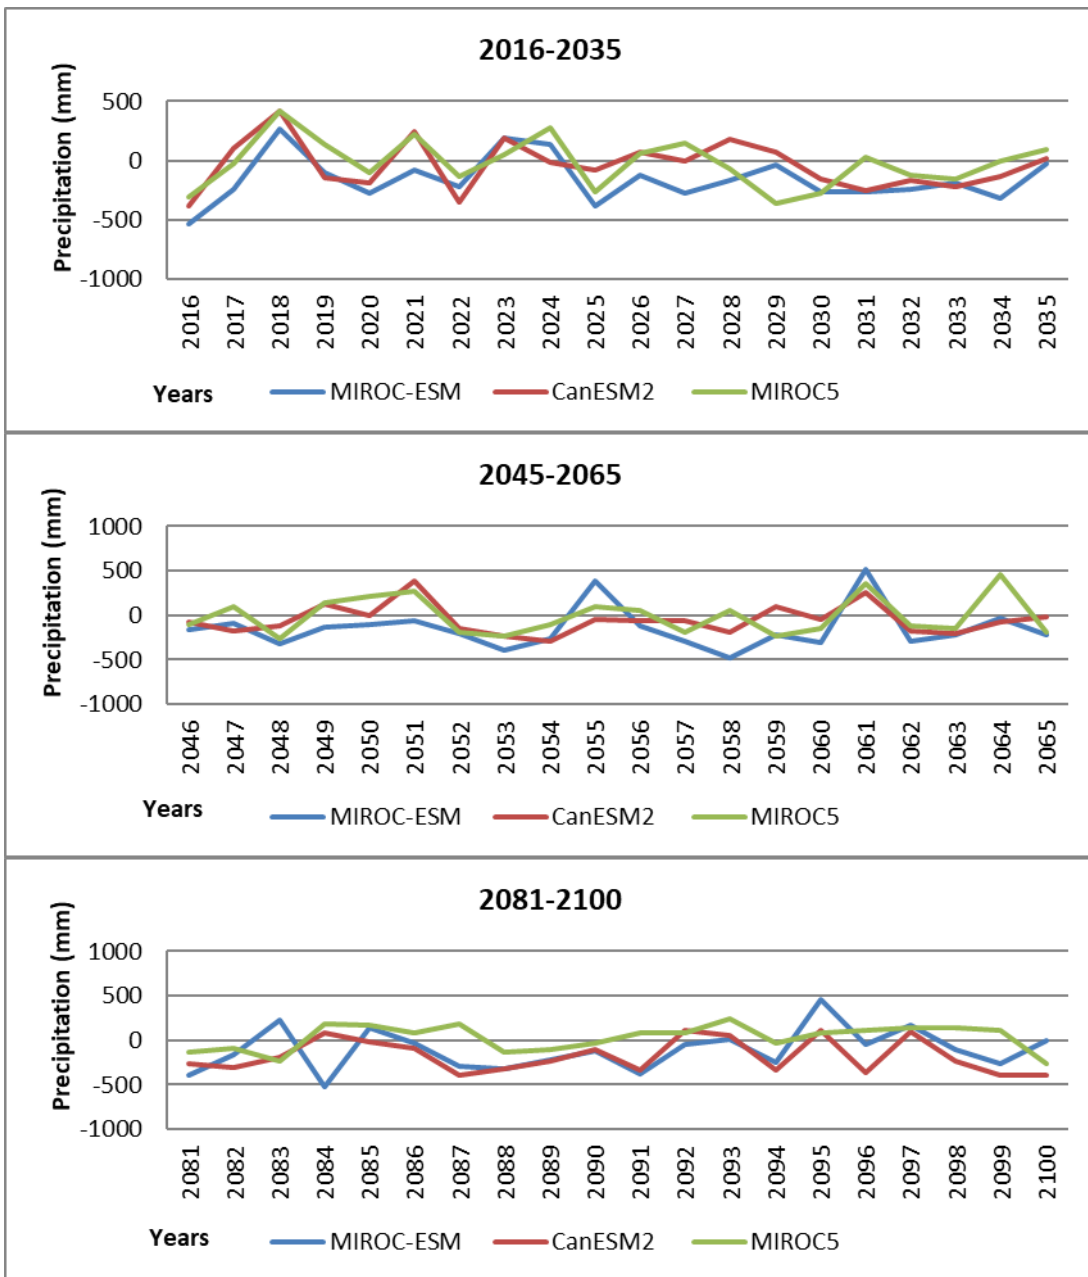 2016-2035
Precipitation (mm)
500
0
-500
-1000
2016 2017 2018 2019 2020 2021 2022 2023 2024 2025 2026 2027 2028 2029 2030 2031 2032 2033 2034 2035
Years MIROC-ESM CanESM2 MIROC5
2045-2065
Precipitation (mm)
1000
500
0
-500
-1000
2046 2047 2048 2049 2050 2051 2052 2053 2054 2055 2056 2057 2058 2059 2060 2061 2062 2063 2064 2065
Years MIROC-ESM CanESM2 MIROC5
2081-2100
Precipitation (mm)
1000
500
0
-500
-1000
2081 2082 2083 2084 2085 2086 2087 2088 2089 2090 2091 2092 2093 2094 2095 2096 2097 2098 2099 2100
Years MIROC-ESM CanESM2 MIROC5